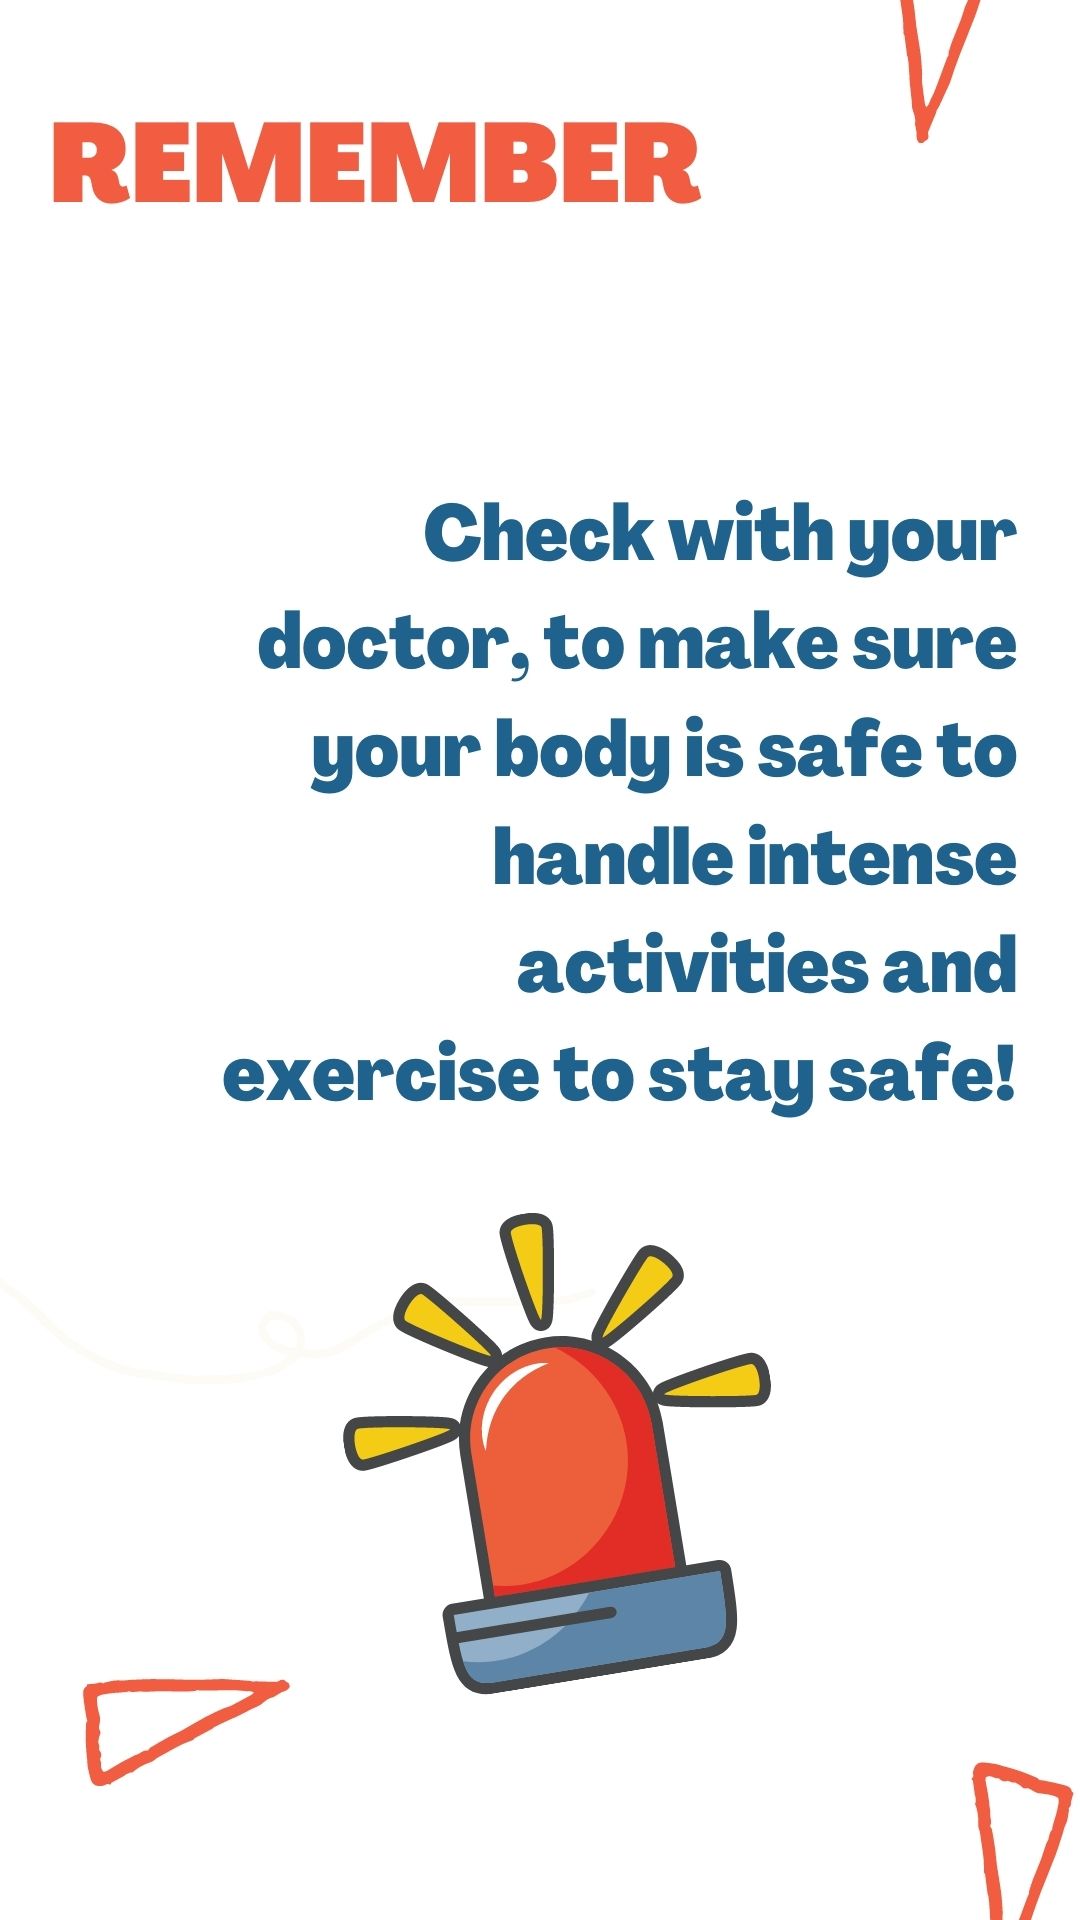 REMEMBER
Check with your
doctor, to make sure
your body is safe to
handle intense
activities and
exercise to stay safe!